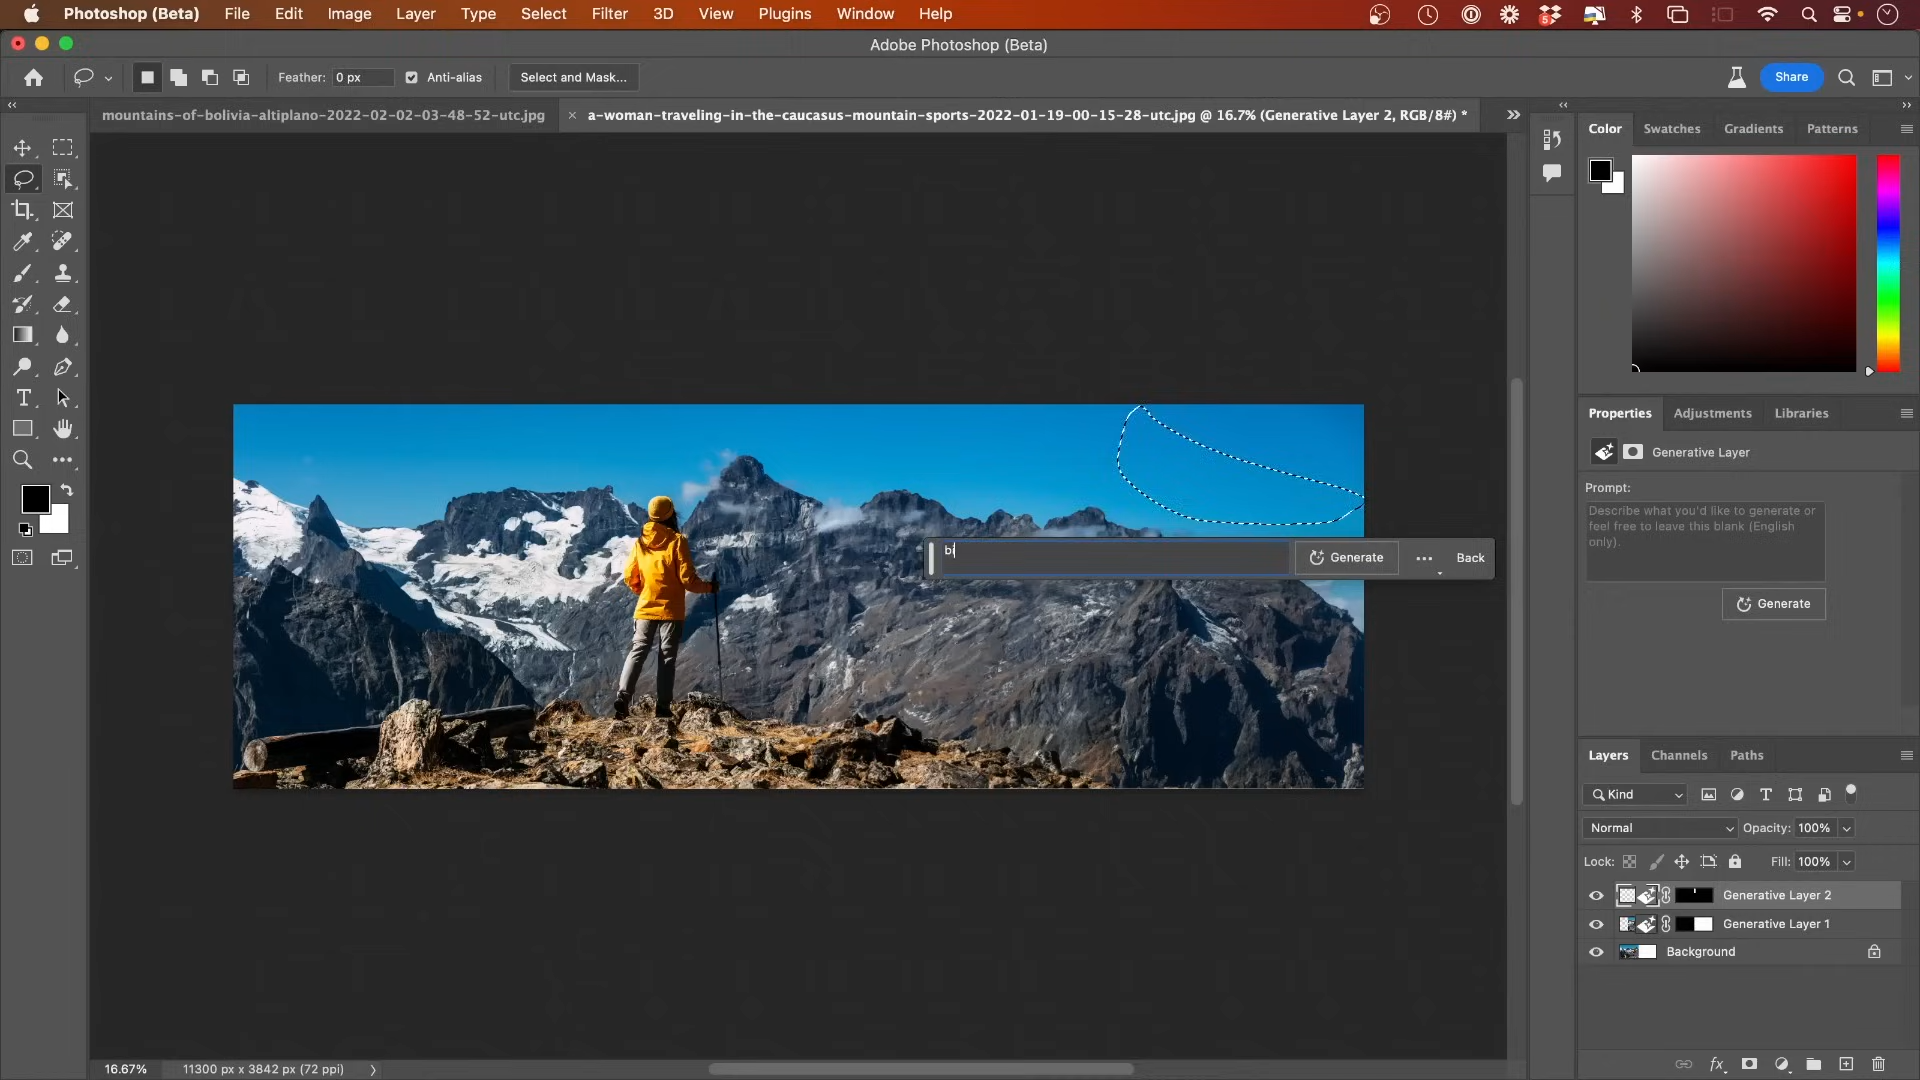 Photoshop (Beta) File Edit Image Layer Type Select Filter 3D View Plugins Window Help
5
Adobe Photoshop (Beta)
Feather: 0 px Anti-alias Select and Mask... Share
mountains-of-bolivia-altiplano-2022-02-02-03-48-52-utc.jpg
× a-woman-traveling-in-the-caucasus-mountain-sports-2022-01-19-00-15-28-utc.jpg @ 16.7% (Generative Layer 2, RGB/8#) *
Color Swatches Gradients Patterns
Properties Adjustments Libraries
Generative Layer
Prompt:
Describe what you'd like to generate or
feel free to leave this blank (English
only).
Generate
bi
Generate ... Back
Layers Channels Paths
Kind
Normal Opacity: 100%
Lock: Fill: 100%
Generative Layer 2
Generative Layer 1
Background
fx
16.67% 11300 px x 3842 px (72 ppi)